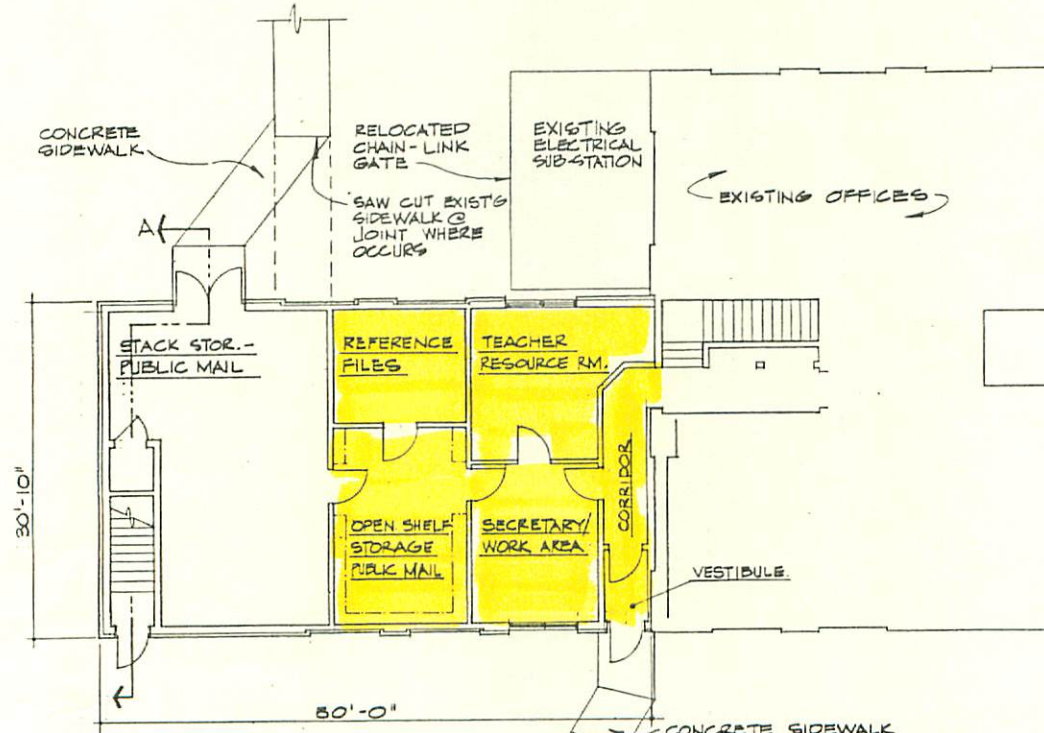 CONCRETE
SIDEWALK
RELOCATED
CHAIN-LINK
GATE
EXISTING
ELECTRICAL
SUB-STATION
EXISTING OFFICES
SAW CUT EXIST'G
SIDEWALK @
JOINT WHERE
OCCURS
A
STACK STOR.-
PUBLIC MAIL
REFERENCE
FILES
TEACHER
RESOURCE RM.
30'-10"
CORRIDOR
OPEN SHELF
STORAGE
PUBLIC MAIL
SECRETARY/
WORK AREA
VESTIBULE.
50'-0"
CONCRETE SIDEWALK